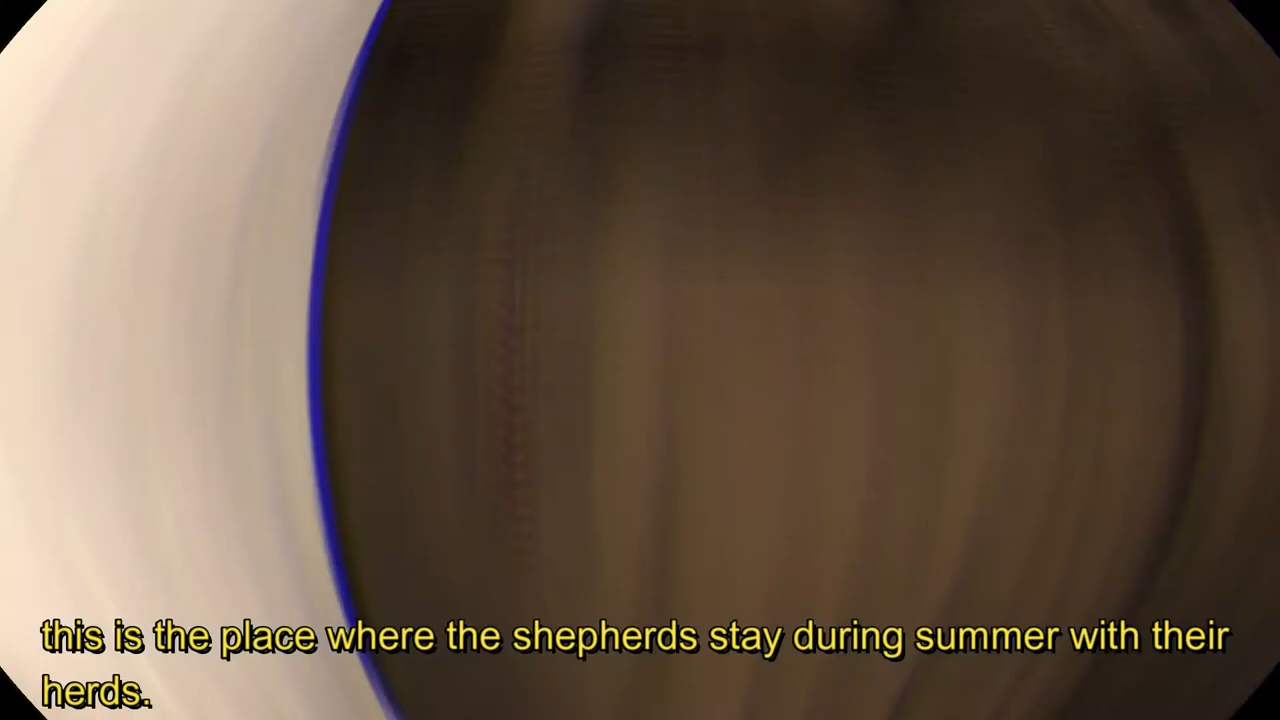 this is the place where the shepherds stay during summer with their
herds.